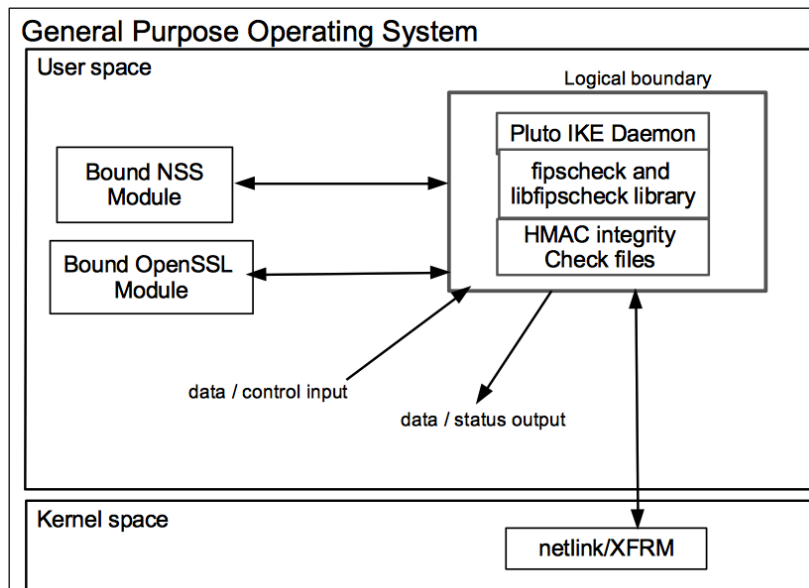 General Purpose Operating System
User space
Logical boundary
Pluto IKE Daemon
fipscheck and
libfipscheck library
HMAC integrity
Check files
Bound NSS
Module
Bound OpenSSL
Module
data / control input
data / status output
Kernel space
netlink/XFRM